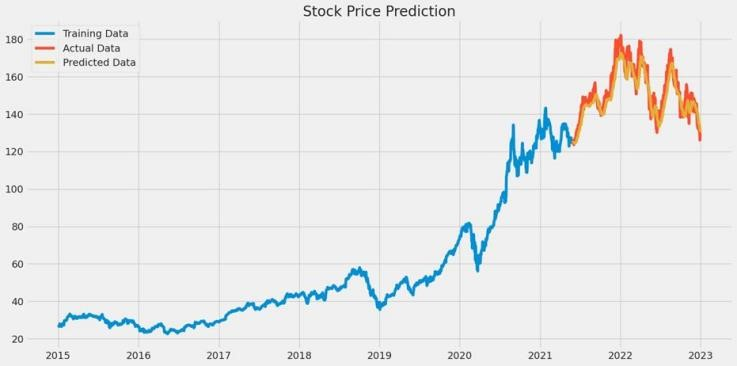 Stock Price Prediction
Training Data
Actual Data
Predicted Data
180
160
140
120
100
80
60
40
20
2015 2016 2017 2018 2019 2020 2021 2022 2023